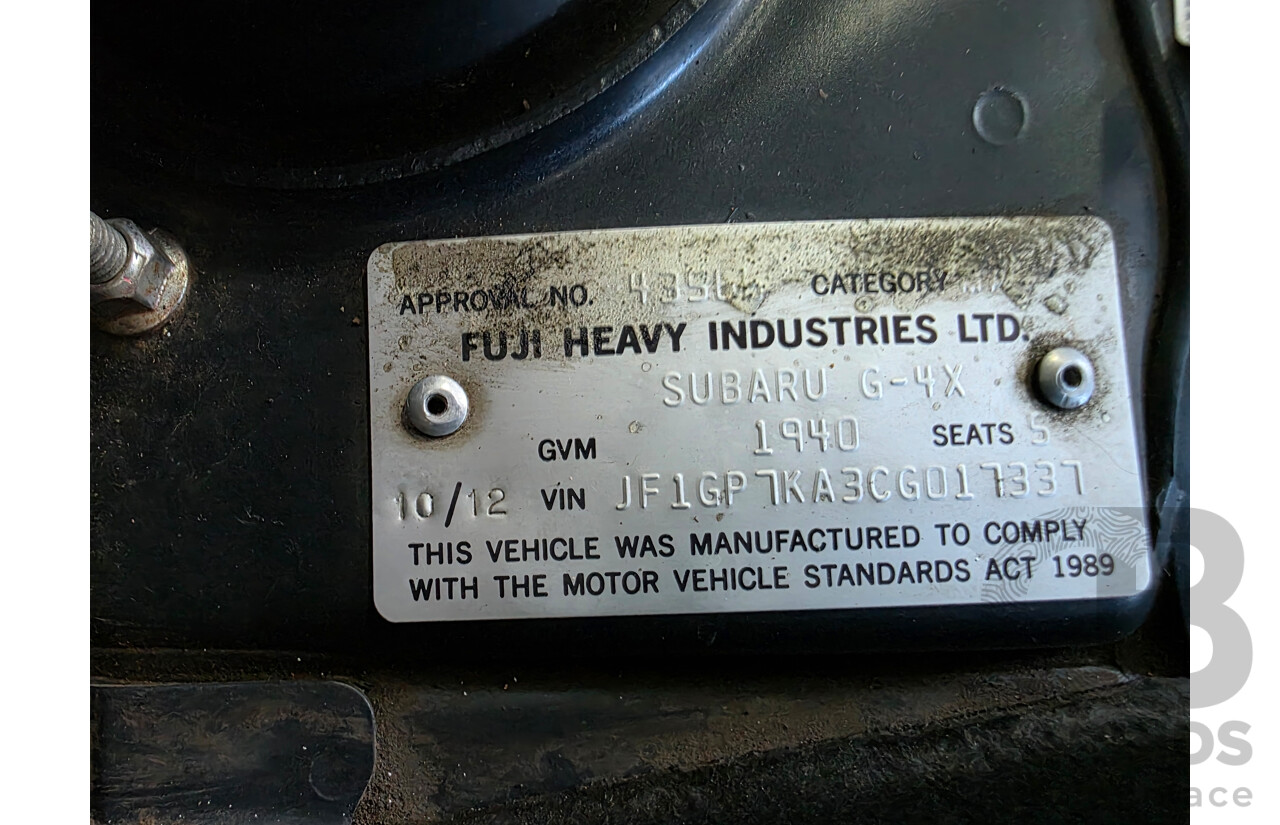 APPROVAL NO. CATEGORY
FUJI HEAVY INDUSTRIES LTD.
SUBARU G-4X
GVM 1940 SEATS 5
10/12 VIN JF1GP7KA3CG017337
THIS VEHICLE WAS MANUFACTURED TO COMPLY
WITH THE MOTOR VEHICLE STANDARDS ACT 1989